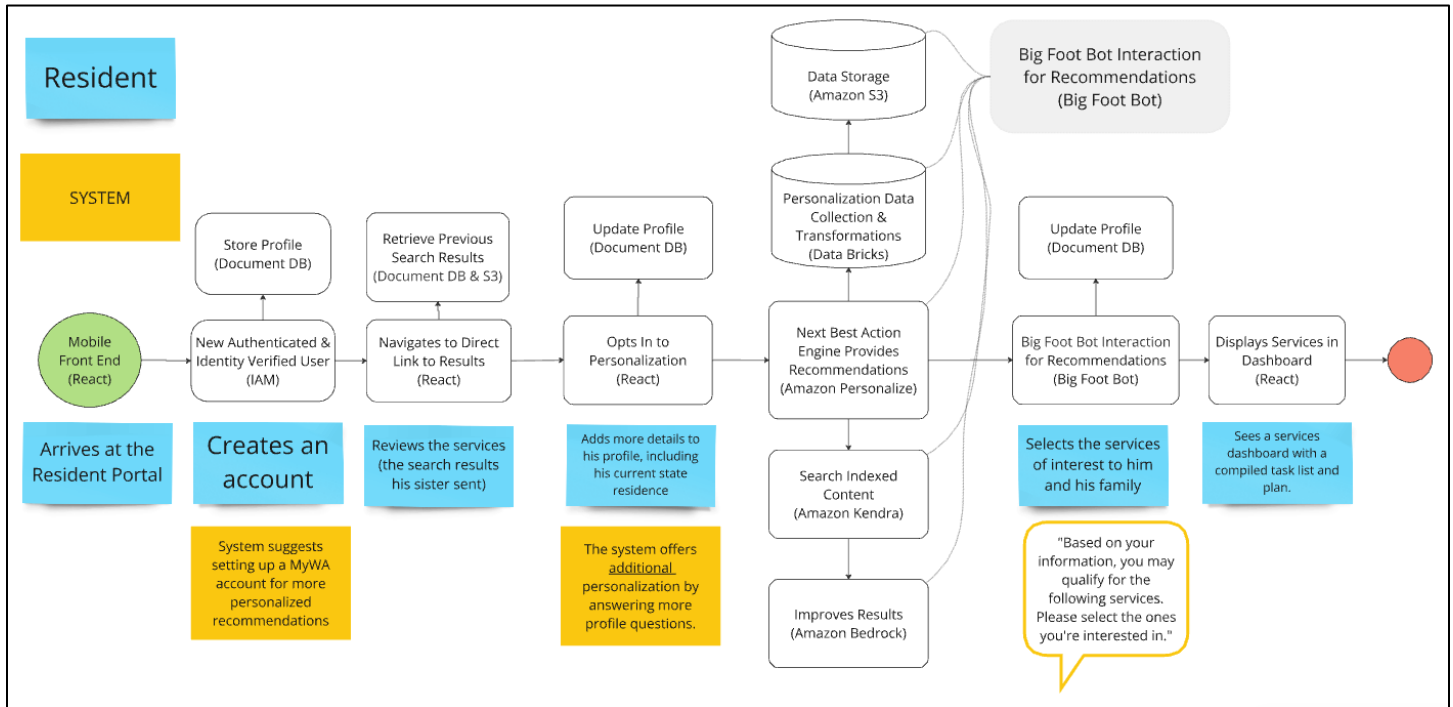 Resident
SYSTEM
Mobile
Front End
(React)
Arrives at the
Resident Portal
Store Profile
(Document DB)
New Authenticated &
Identity Verified User
(IAM)
Creates an
account
System suggests
setting up a MyWA
account for more
personalized
recommendations
Retrieve Previous
Search Results
(Document DB & S3)
Navigates to Direct
Link to Results
(React)
Reviews the services
(the search results
his sister sent)
Update Profile
(Document DB)
Opts In to
Personalization
(React)
Adds more details to
his profile, including
his current state
residence
The system offers
additional
personalization by
answering more
profile questions.
Data Storage
(Amazon S3)
Personalization Data
Collection &
Transformations
(Data Bricks)
Next Best Action
Engine Provides
Recommendations
(Amazon Personalize)
Search Indexed
Content
(Amazon Kendra)
Improves Results
(Amazon Bedrock)
Big Foot Bot Interaction
for Recommendations
(Big Foot Bot)
Update Profile
(Document DB)
Big Foot Bot Interaction
for Recommendations
(Big Foot Bot)
Selects the services
of interest to him
and his family
"Based on your
information, you may
qualify for the
following services.
Please select the ones
you're interested in."
Displays Services in
Dashboard
(React)
Sees a services
dashboard with a
compiled task list and
plan.